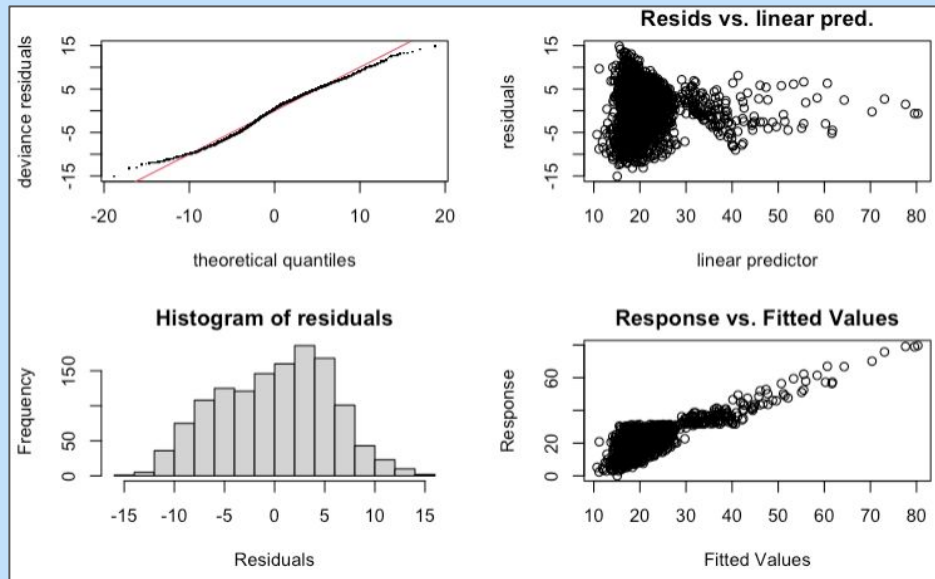 deviance residuals
15
5
-5
-15
-20 -10 0 10 20
theoretical quantiles
Resids vs. linear pred.
residuals
15
5
-5
-15
10 20 30 40 50 60 70 80
linear predictor
Histogram of residuals
Frequency
150
50
0
-15 -10 -5 0 5 10 15
Residuals
Response vs. Fitted Values
Response
60
20
0
10 20 30 40 50 60 70 80
Fitted Values